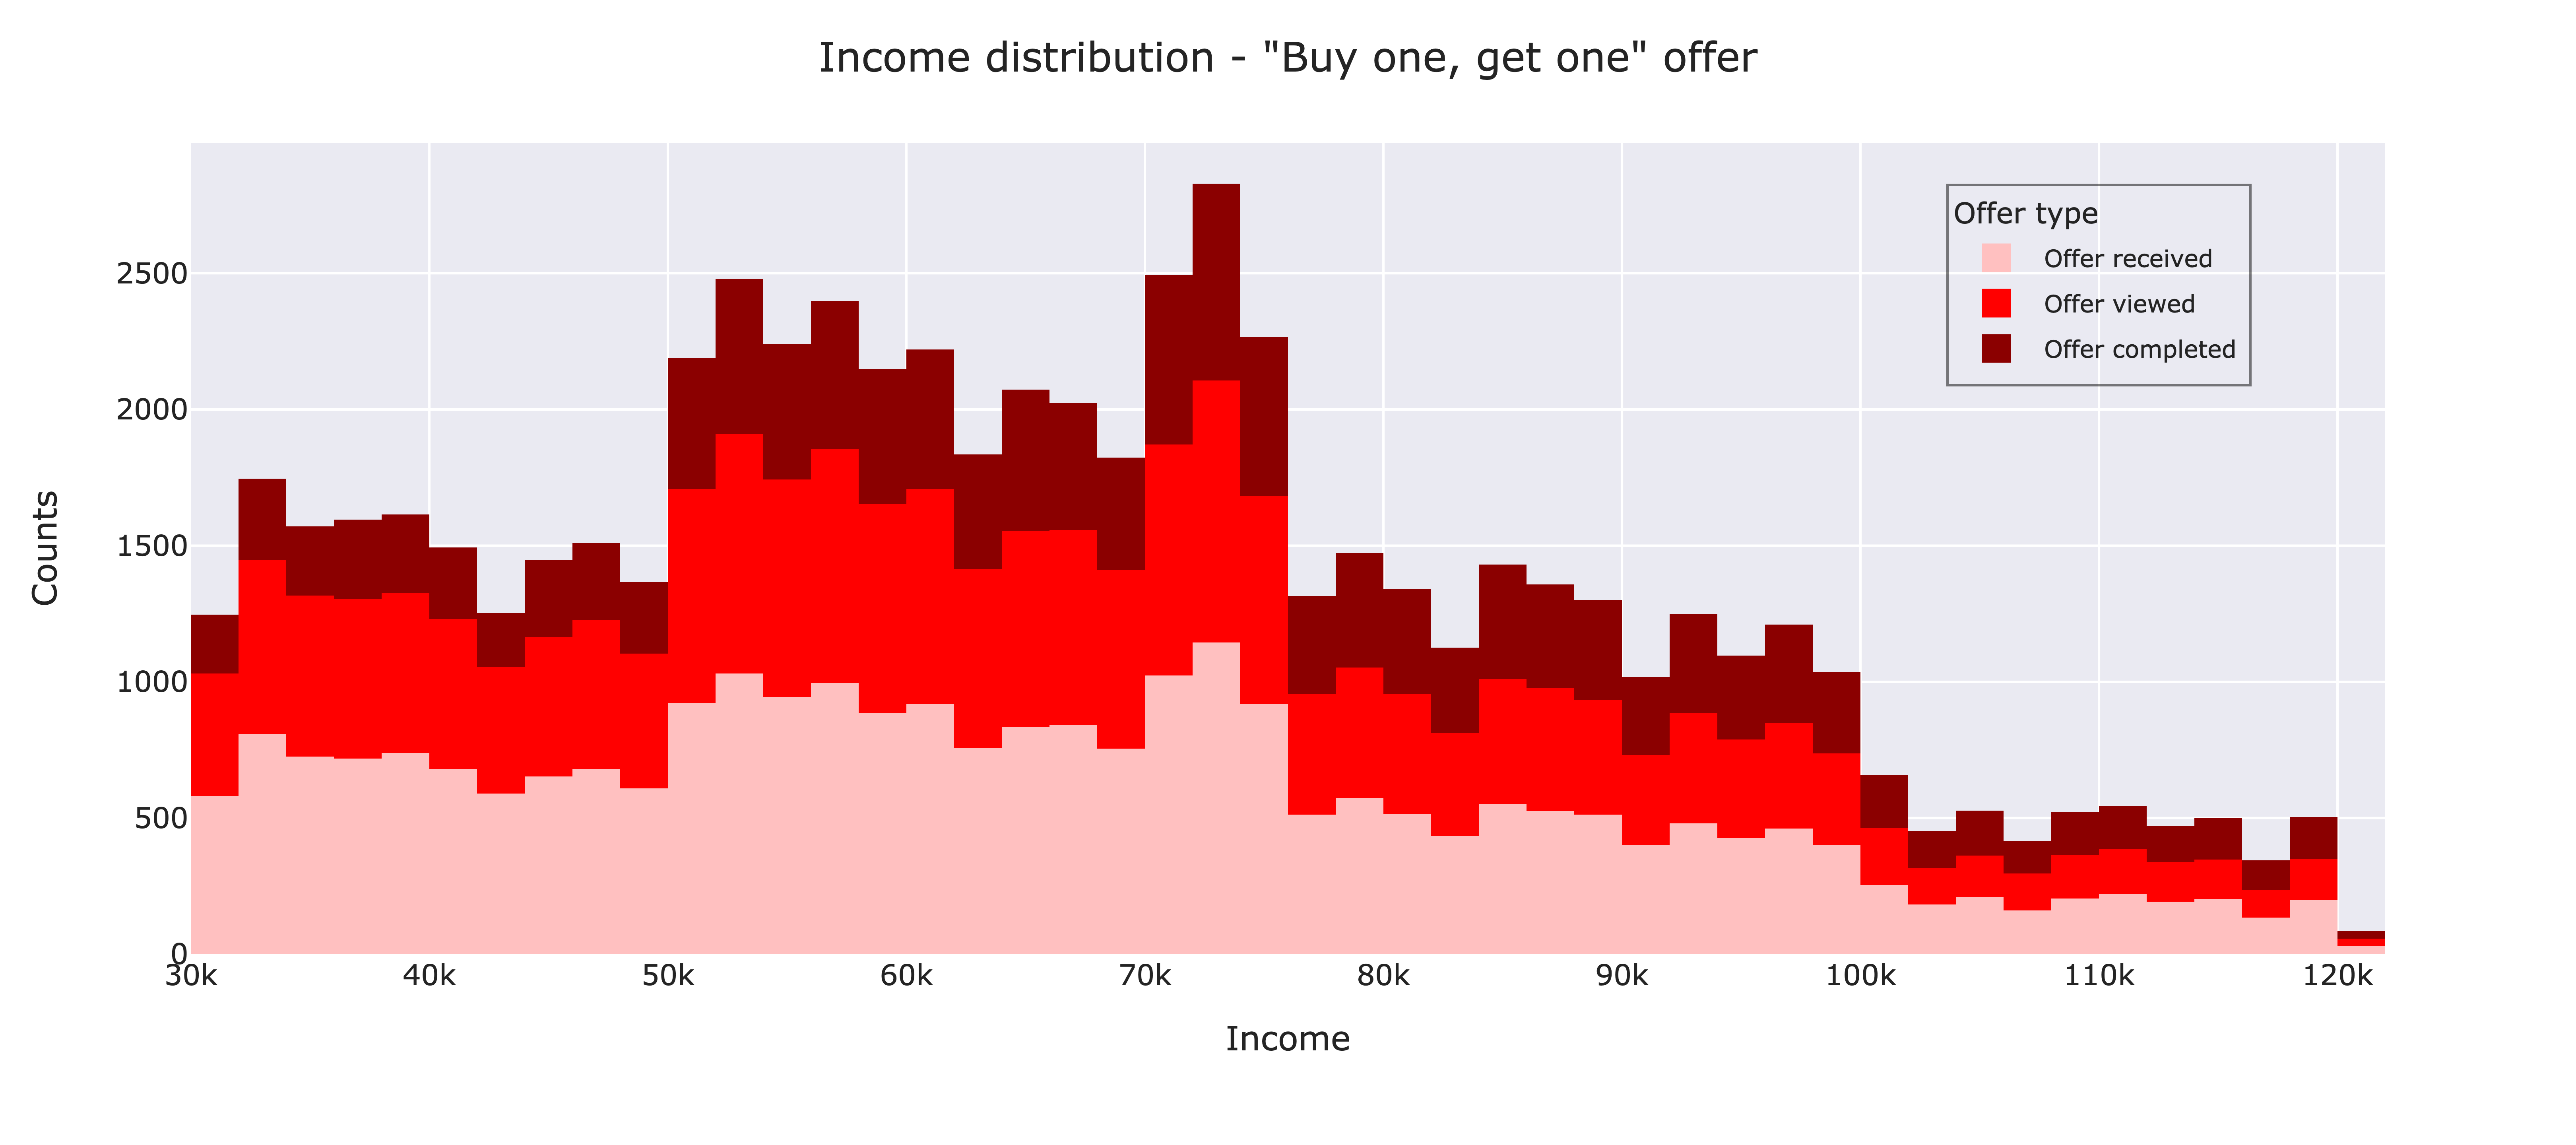 Income distribution - "Buy one, get one" offer
Offer type
Offer received
Offer viewed
Offer completed
Counts
2500
2000
1500
1000
500
0
30k 40k 50k 60k 70k 80k 90k 100k 110k 120k
Income